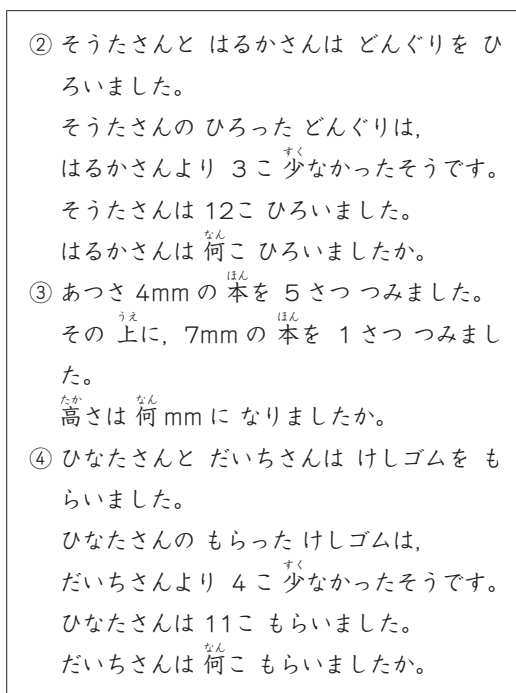 ② そうたさんと はるかさんは どんぐりを ひ
ろいました。
そうたさんの ひろった どんぐりは,
はるかさんより 3こ 少なかったそうです。
そうたさんは 12こ ひろいました。
はるかさんは 何こ ひろいましたか。
③ あつさ 4mm の 本を 5さつ つみました。
その 上に, 7mm の 本を 1さつ つみまし
た。
高さは 何 mm に なりましたか。
④ ひなたさんと だいちさんは けしゴムを も
らいました。
ひなたさんの もらった けしゴムは,
だいちさんより 4こ 少なかったそうです。
ひなたさんは 11こ もらいました。
だいちさんは 何こ もらいましたか。